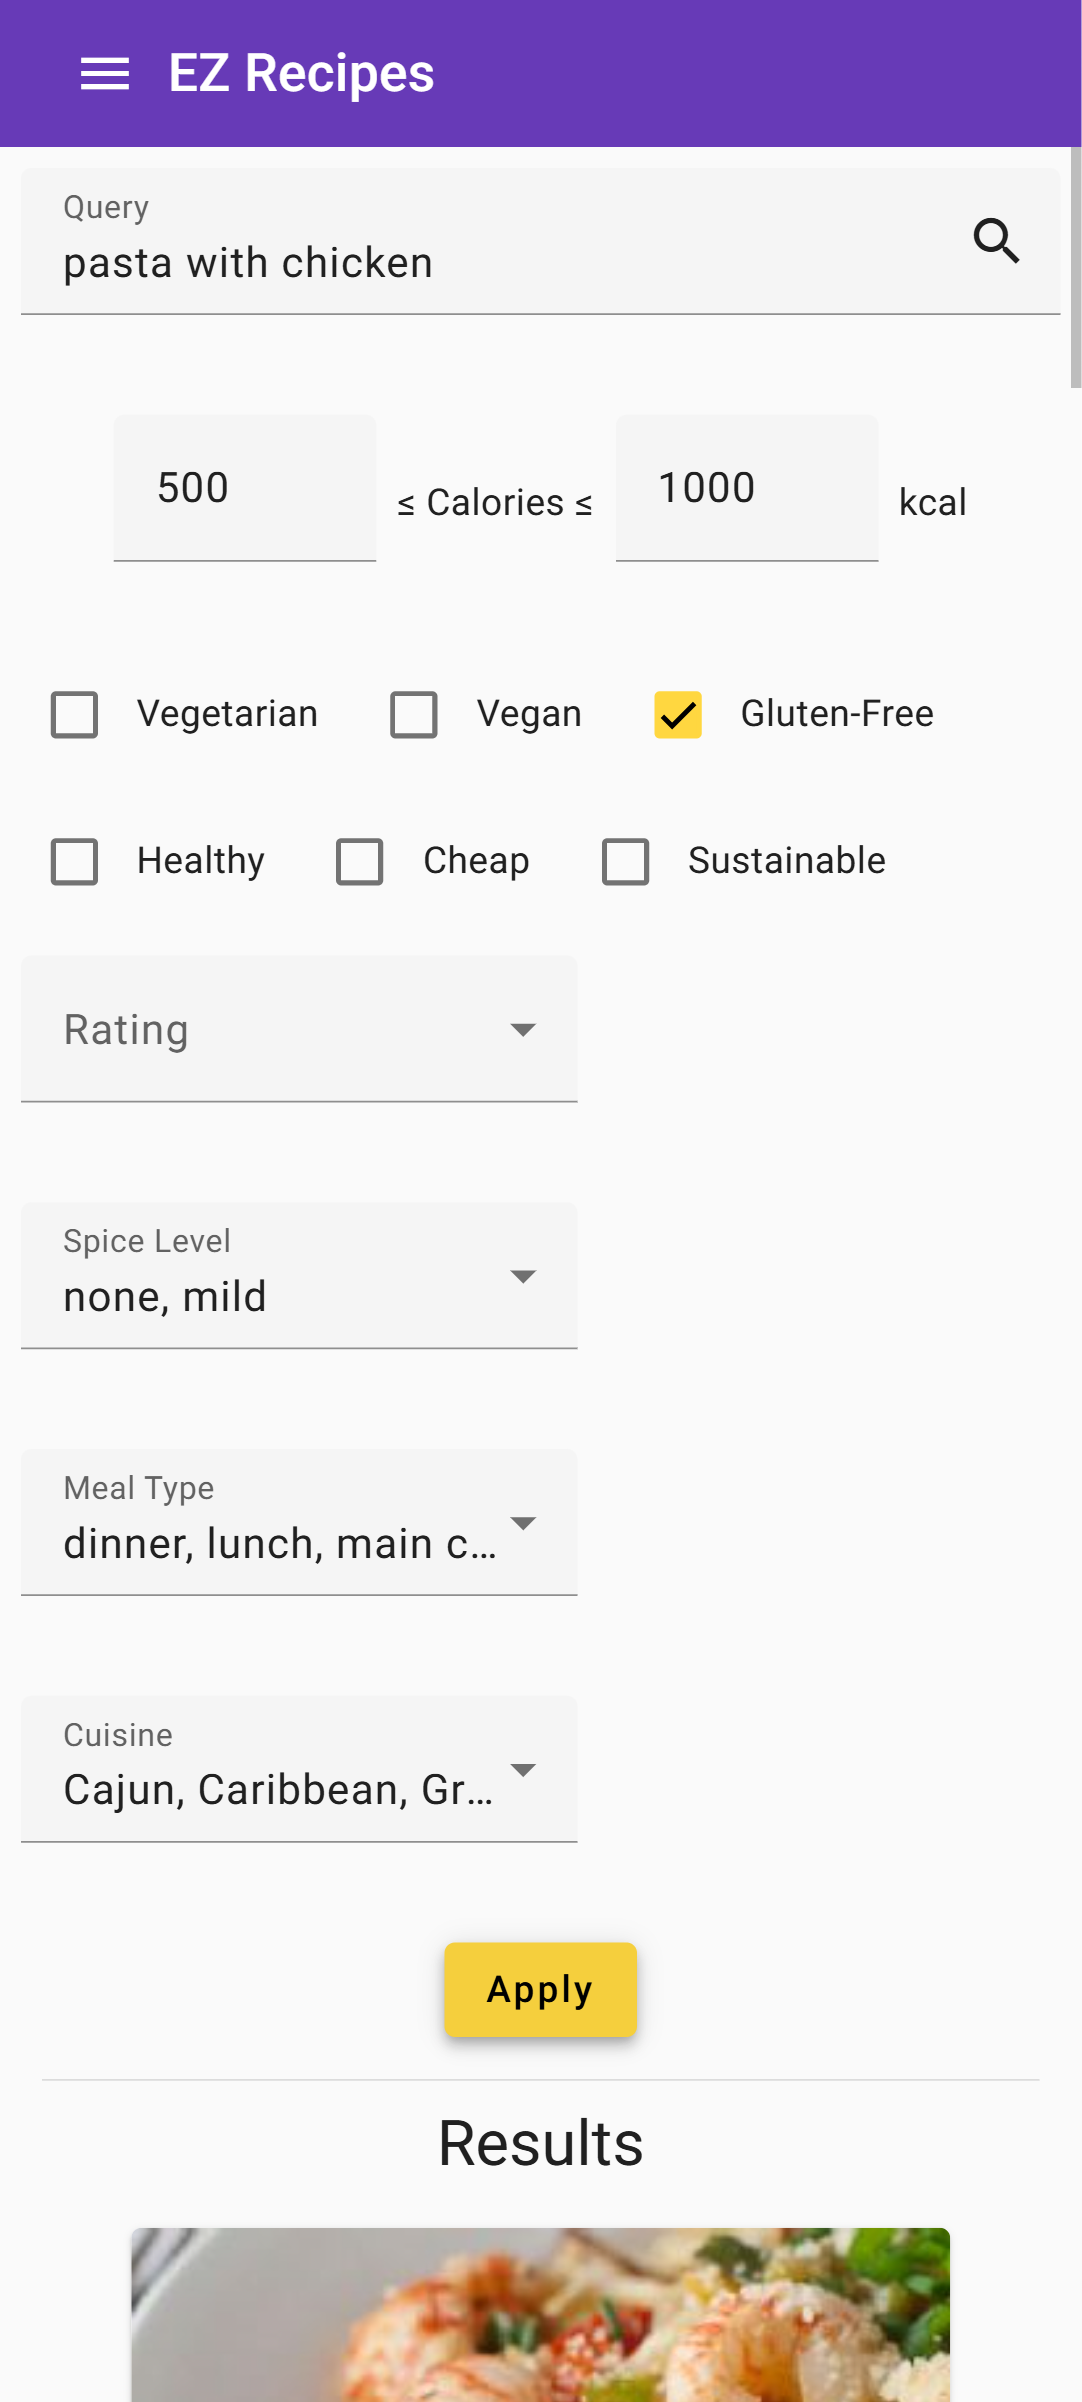 EZ Recipes
Query
pasta with chicken
500 ≤ Calories ≤ 1000 kcal
Vegetarian Vegan Gluten-Free
Healthy Cheap Sustainable
Rating
Spice Level
none, mild
Meal Type
dinner, lunch, main c...
Cuisine
Cajun, Caribbean, Gr...
Apply
Results